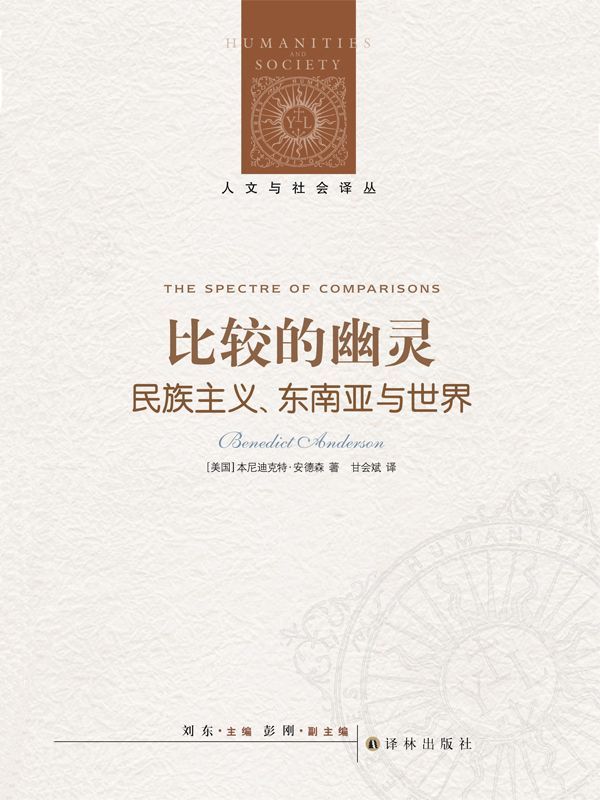 HUMANITIES
AND
SOCIETY
YLL
人文与社会译丛
THE SPECTRE OF COMPARISONS
比较的幽灵
民族主义、东南亚与世界
Benedict Anderson
[美国]本尼迪克特·安德森 著 甘会斌 译
HUMANITIES
刘东·主编 彭刚·副主编
译林出版社